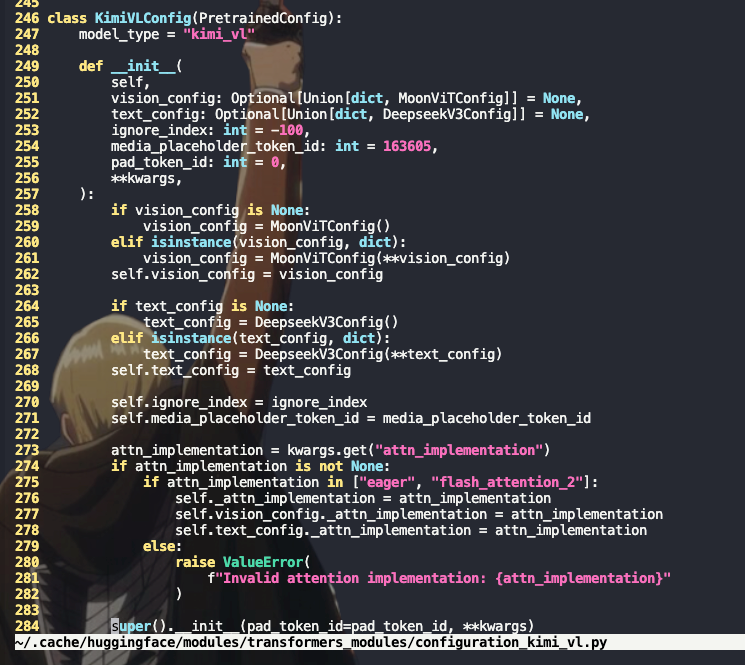 245
246 class KimiVLConfig(PretrainedConfig):
247     model_type = "kimi_vl"
248
249     def __init__(
250         self,
251         vision_config: Optional[Union[dict, MoonViTConfig]] = None,
252         text_config: Optional[Union[dict, DeepseekV3Config]] = None,
253         ignore_index: int = -100,
254         media_placeholder_token_id: int = 163605,
255         pad_token_id: int = 0,
256         **kwargs,
257     ):
258         if vision_config is None:
259             vision_config = MoonViTConfig()
260         elif isinstance(vision_config, dict):
261             vision_config = MoonViTConfig(**vision_config)
262         self.vision_config = vision_config
263
264         if text_config is None:
265             text_config = DeepseekV3Config()
266         elif isinstance(text_config, dict):
267             text_config = DeepseekV3Config(**text_config)
268         self.text_config = text_config
269
270         self.ignore_index = ignore_index
271         self.media_placeholder_token_id = media_placeholder_token_id
272
273         attn_implementation = kwargs.get("attn_implementation")
274         if attn_implementation is not None:
275             if attn_implementation in ["eager", "flash_attention_2"]:
276                 self._attn_implementation = attn_implementation
277                 self.vision_config._attn_implementation = attn_implementation
278                 self.text_config._attn_implementation = attn_implementation
279             else:
280                 raise ValueError(
281                     f"Invalid attention implementation: {attn_implementation}"
282                 )
283
284         super().__init__(pad_token_id=pad_token_id, **kwargs)
~/.cache/huggingface/modules/transformers_modules/configuration_kimi_vl.py